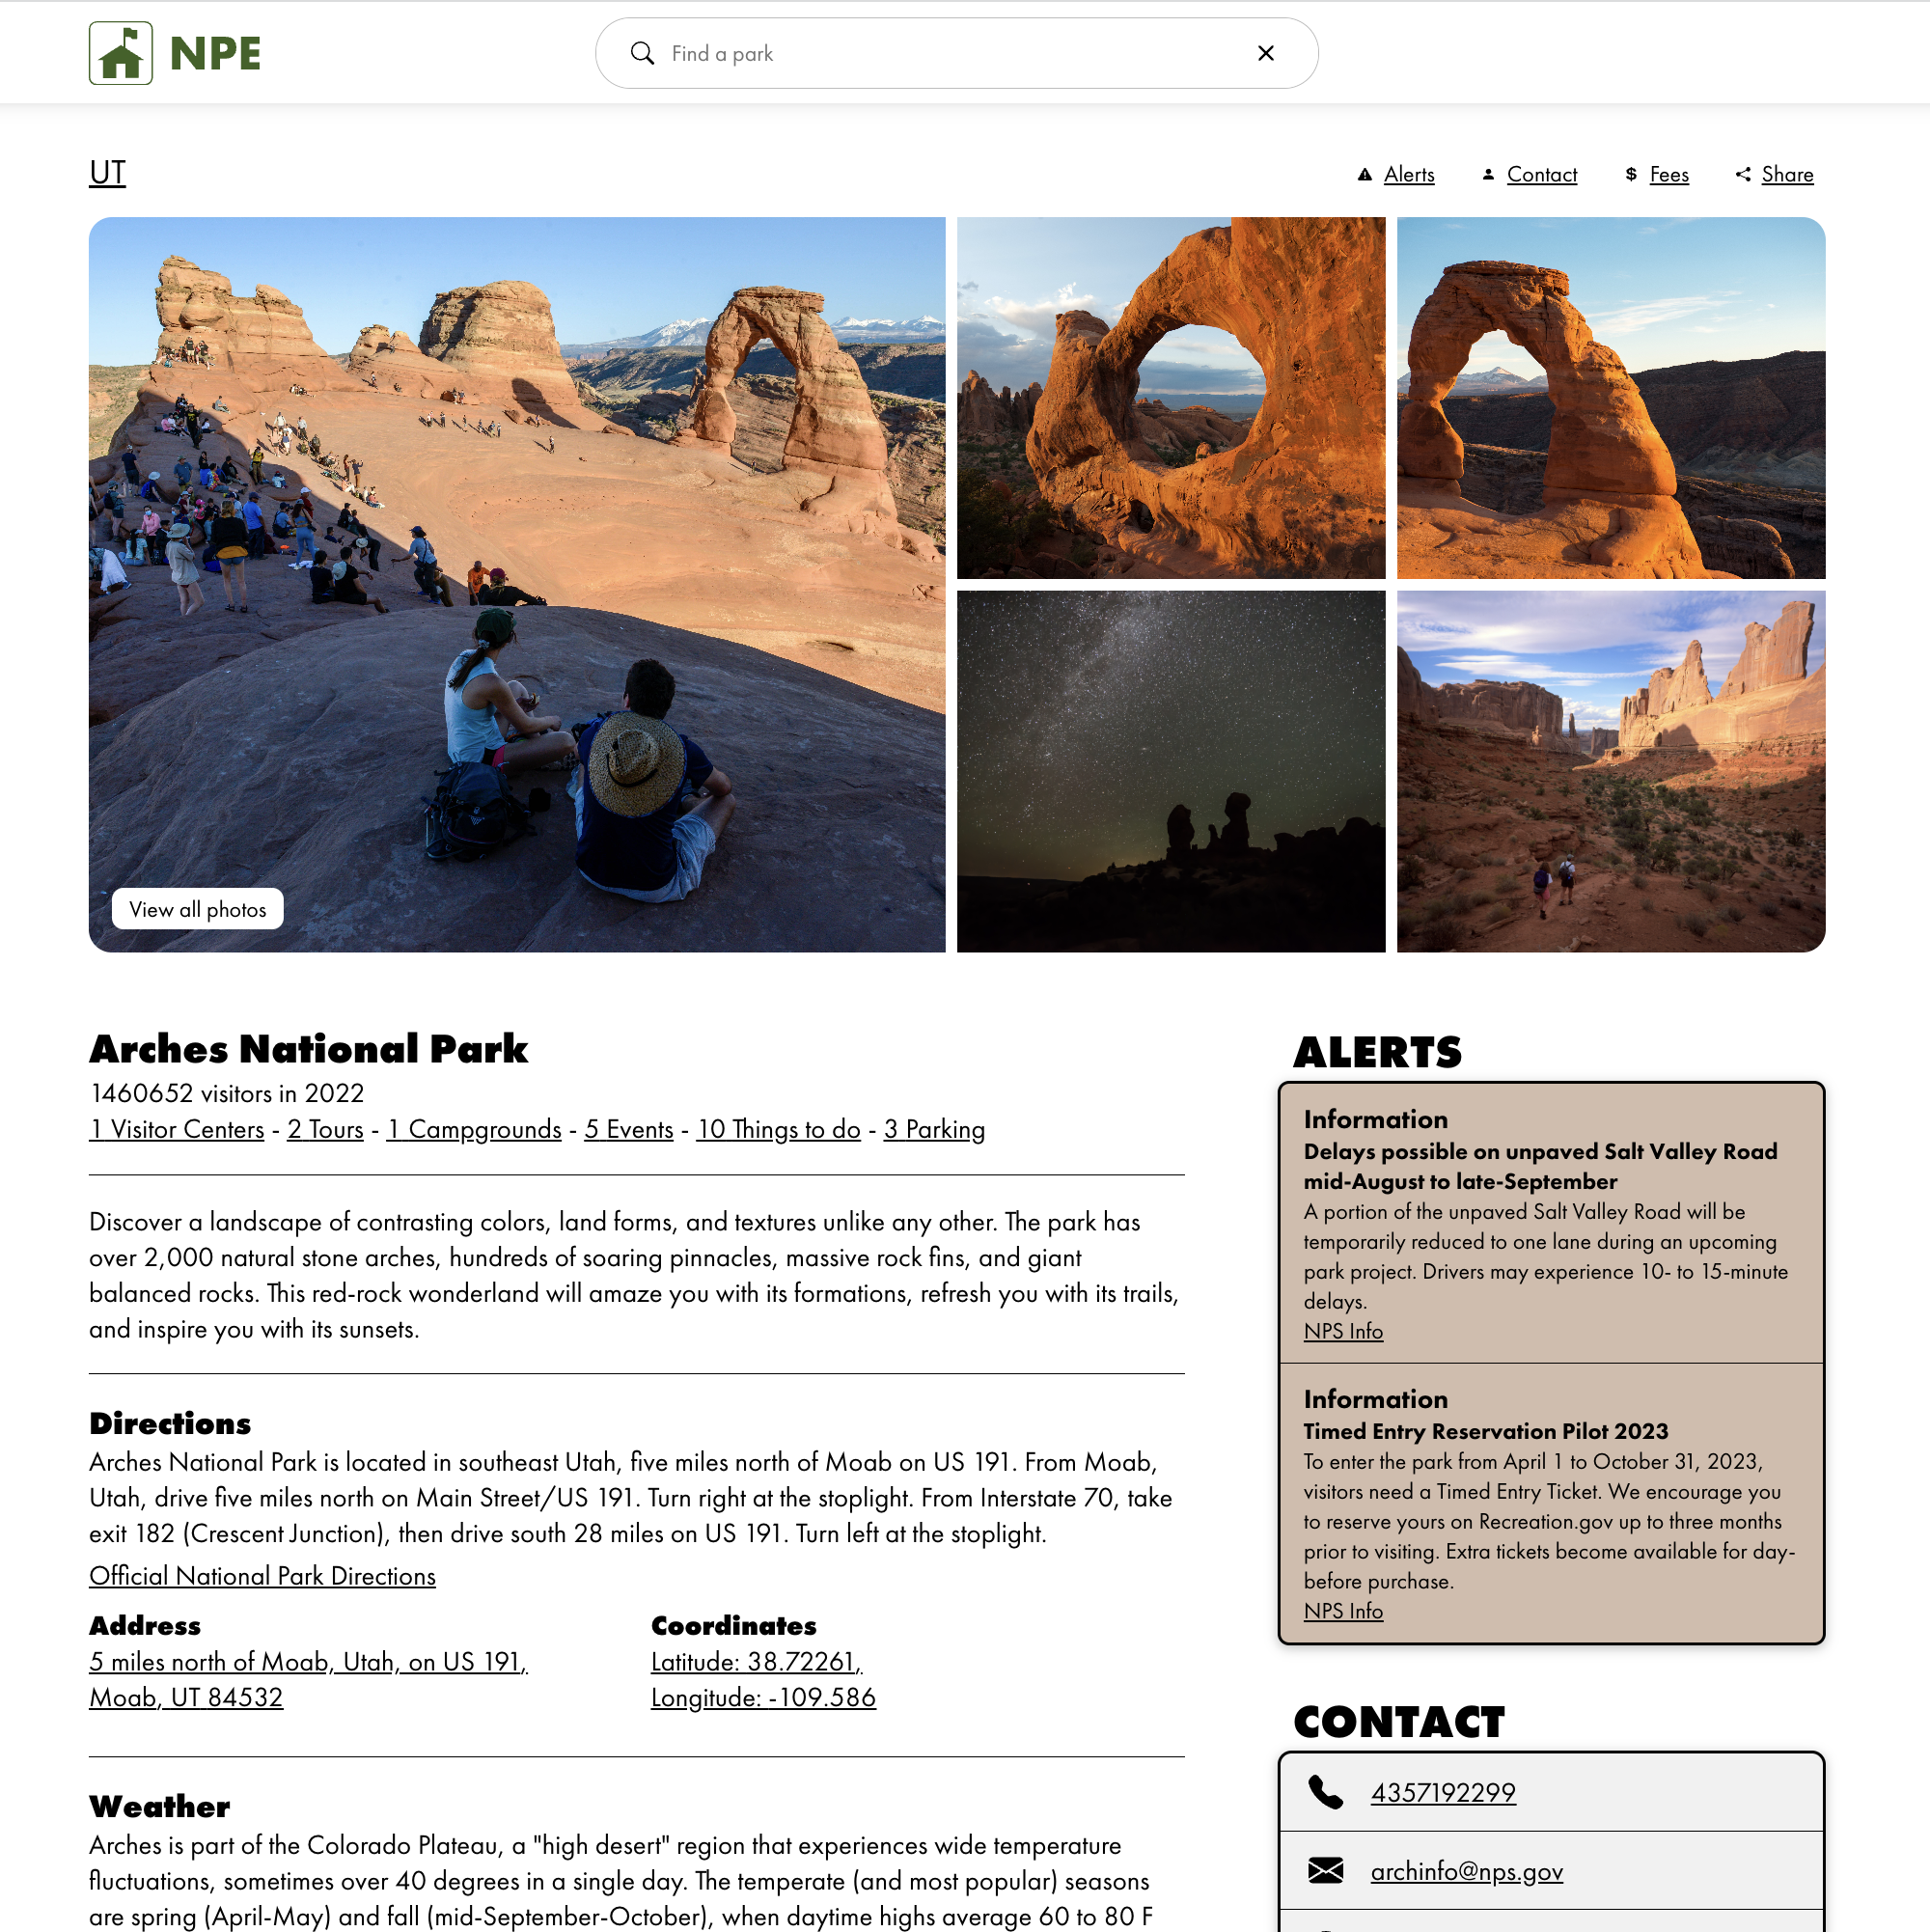 NPE
Find a park
UT
Alerts
Contact
$ Fees
Share
View all photos
Arches National Park
1460652 visitors in 2022
1 Visitor Centers - 2 Tours - 1 Campgrounds - 5 Events - 10 Things to do - 3 Parking
Discover a landscape of contrasting colors, land forms, and textures unlike any other. The park has
over 2,000 natural stone arches, hundreds of soaring pinnacles, massive rock fins, and giant
balanced rocks. This red-rock wonderland will amaze you with its formations, refresh you with its trails,
and inspire you with its sunsets.
Directions
Arches National Park is located in southeast Utah, five miles north of Moab on US 191. From Moab,
Utah, drive five miles north on Main Street/US 191. Turn right at the stoplight. From Interstate 70, take
exit 182 (Crescent Junction), then drive south 28 miles on US 191. Turn left at the stoplight.
Official National Park Directions
Address
5 miles north of Moab, Utah, on US 191,
Moab, UT 84532
Coordinates
Latitude: 38.72261,
Longitude: -109.586
Weather
Arches is part of the Colorado Plateau, a "high desert" region that experiences wide temperature
fluctuations, sometimes over 40 degrees in a single day. The temperate (and most popular) seasons
are spring (April-May) and fall (mid-September-October), when daytime highs average 60 to 80 F
ALERTS
Information
Delays possible on unpaved Salt Valley Road
mid-August to late-September
A portion of the unpaved Salt Valley Road will be
temporarily reduced to one lane during an upcoming
park project. Drivers may experience 10- to 15-minute
delays.
NPS Info
Information
Timed Entry Reservation Pilot 2023
To enter the park from April 1 to October 31, 2023,
visitors need a Timed Entry Ticket. We encourage you
to reserve yours on Recreation.gov up to three months
prior to visiting. Extra tickets become available for day-
before purchase.
NPS Info
CONTACT
4357192299
archinfo@nps.gov